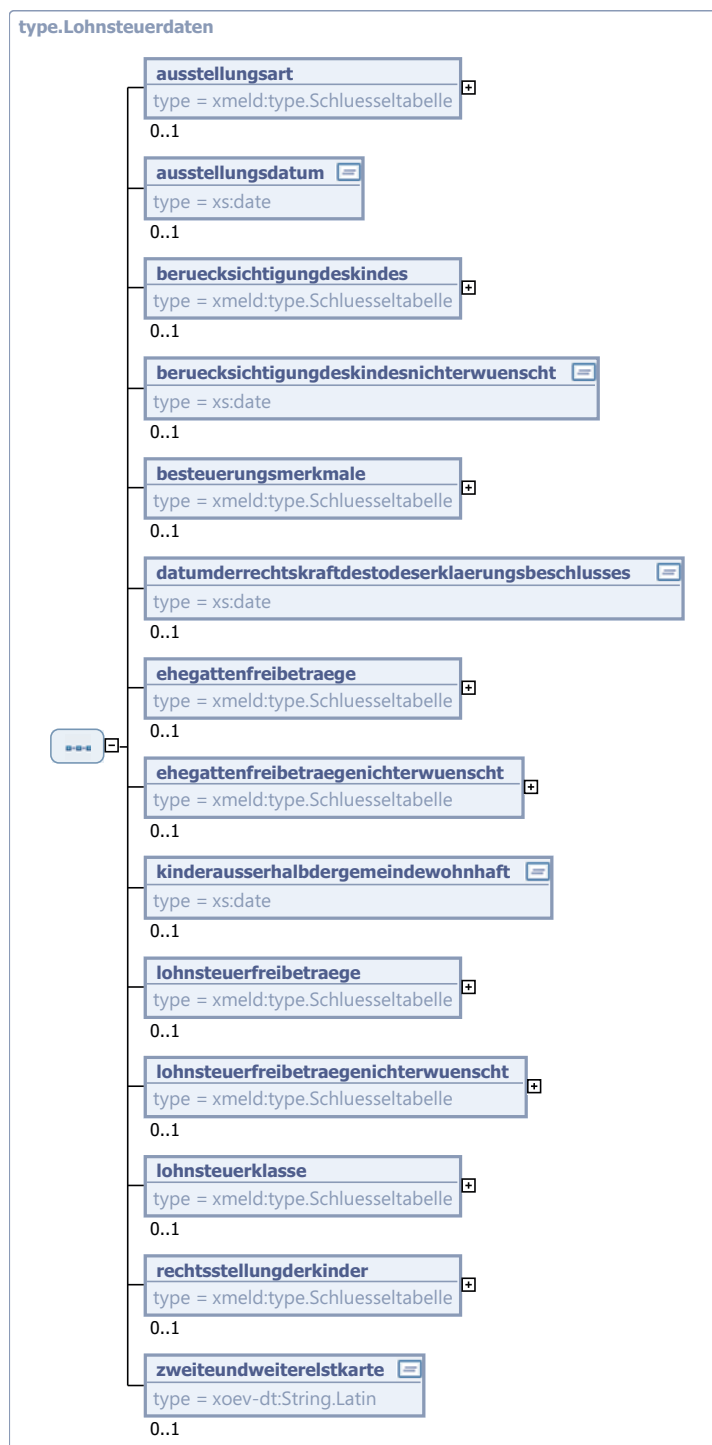 type.Lohnsteuerdaten
ausstellungsart
type = xmeld:type.Schluesseltabelle
0..1
ausstellungsdatum
type = xs:date
0..1
beruecksichtigungdeskindes
type = xmeld:type.Schluesseltabelle
0..1
beruecksichtigungdeskindesnichterwuenscht
type = xs:date
0..1
besteuerungsmerkmale
type = xmeld:type.Schluesseltabelle
0..1
datumderrechtskraftdestodeserklaerungsbeschlusses
type = xs:date
0..1
ehegattenfreibetraege
type = xmeld:type.Schluesseltabelle
0..1
ehegattenfreibetraegenichterwuenscht
type = xmeld:type.Schluesseltabelle
0..1
kinderausserhalbdergemeindewohnhaft
type = xs:date
0..1
lohnsteuerfreibetraege
type = xmeld:type.Schluesseltabelle
0..1
lohnsteuerfreibetraegenichterwuenscht
type = xmeld:type.Schluesseltabelle
0..1
lohnsteuerklasse
type = xmeld:type.Schluesseltabelle
0..1
rechtsstellungderkinder
type = xmeld:type.Schluesseltabelle
0..1
zweiteundweiterelstkarte
type = xoev-dt:String.Latin
0..1